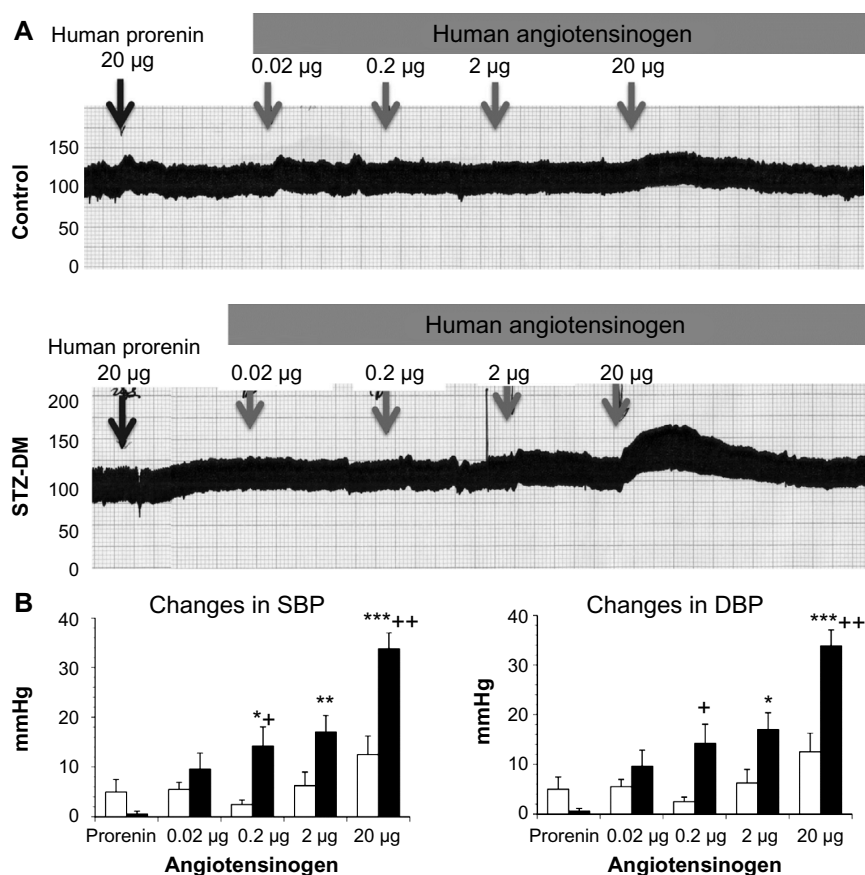 A
Human prorenin
20 µg
Human angiotensinogen
0.02 µg 0.2 µg 2 µg 20 µg
Control
150
100
50
0
Human prorenin
20 µg
Human angiotensinogen
0.02 µg 0.2 µg 2 µg 20 µg
STZ-DM
200
150
100
50
0
B
Changes in SBP
mmHg
40
30
20
10
0
*+
**
***++
Prorenin 0.02 µg 0.2 µg 2 µg 20 µg
Angiotensinogen
Changes in DBP
mmHg
40
30
20
10
0
+
*
***++
Prorenin 0.02 µg 0.2 µg 2 µg 20 µg
Angiotensinogen